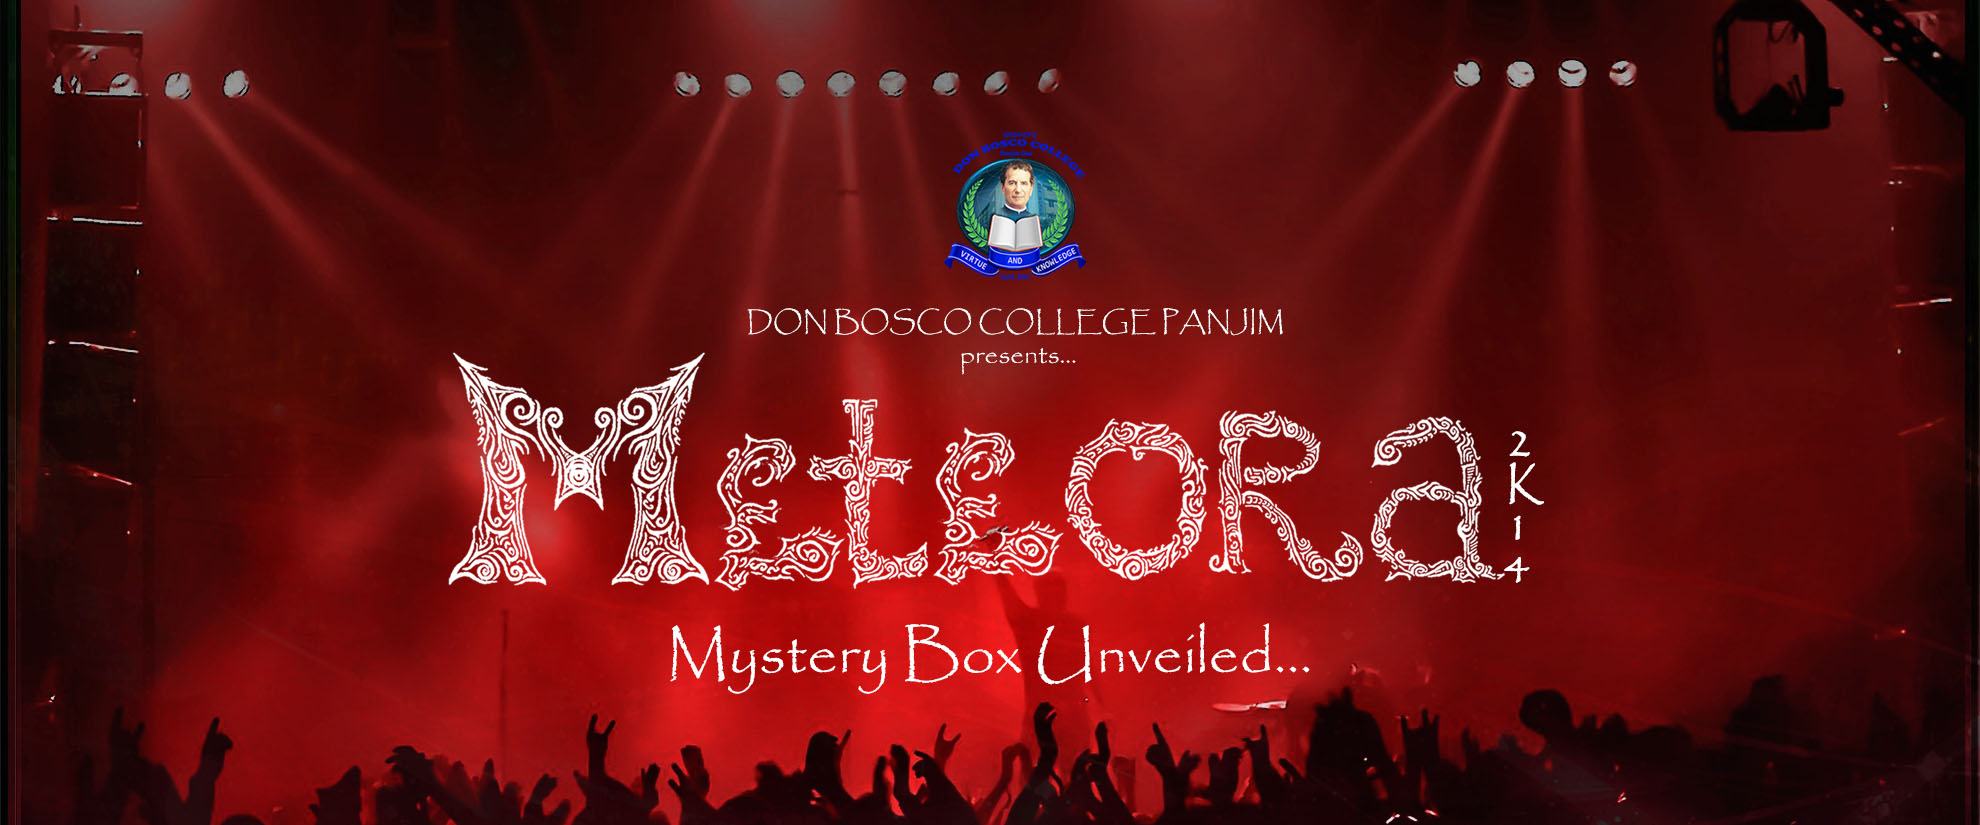 DON BOSCO COLLEGE
VIRTUE AND KNOWLEDGE
DON BOSCO COLLEGE PANJIM
presents...
Meteora
2K14
Mystery Box Unveiled...